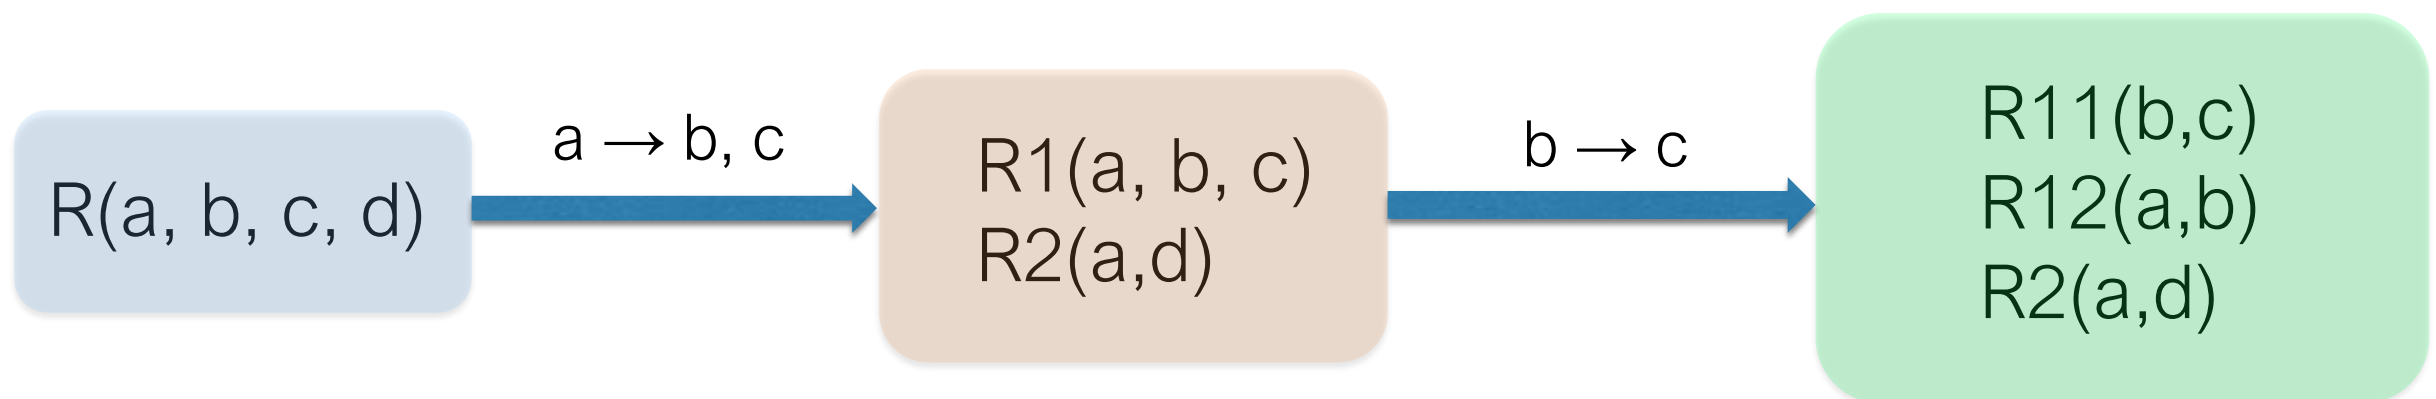 R(a, b, c, d)
a → b, c
R1(a, b, c)
R2(a,d)
b → c
R11(b,c)
R12(a,b)
R2(a,d)